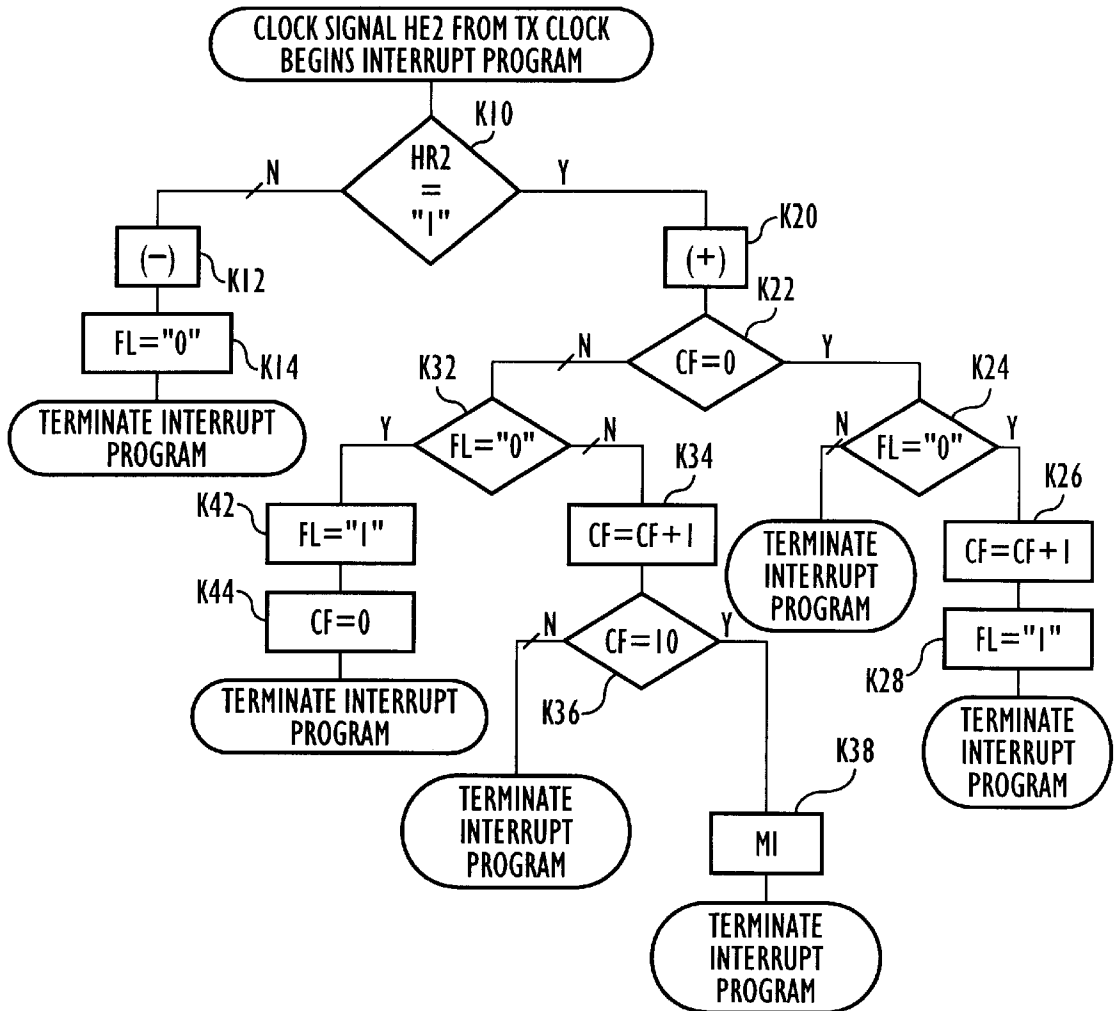 CLOCK SIGNAL HE2 FROM TX CLOCK
BEGINS INTERRUPT PROGRAM
K10
HR2
=
"1"
N
Y
(-)
K12
K20
(+)
FL="0"
K14
K22
CF=0
N
Y
TERMINATE INTERRUPT
PROGRAM
K32
FL="0"
Y
N
K24
FL="0"
N
Y
K42
FL="1"
K34
CF=CF+1
TERMINATE
INTERRUPT
PROGRAM
K26
CF=CF+1
K44
CF=0
N
CF=10
Y
K36
K28
FL="1"
TERMINATE INTERRUPT
PROGRAM
TERMINATE
INTERRUPT
PROGRAM
TERMINATE
INTERRUPT
PROGRAM
K38
MI
TERMINATE
INTERRUPT
PROGRAM